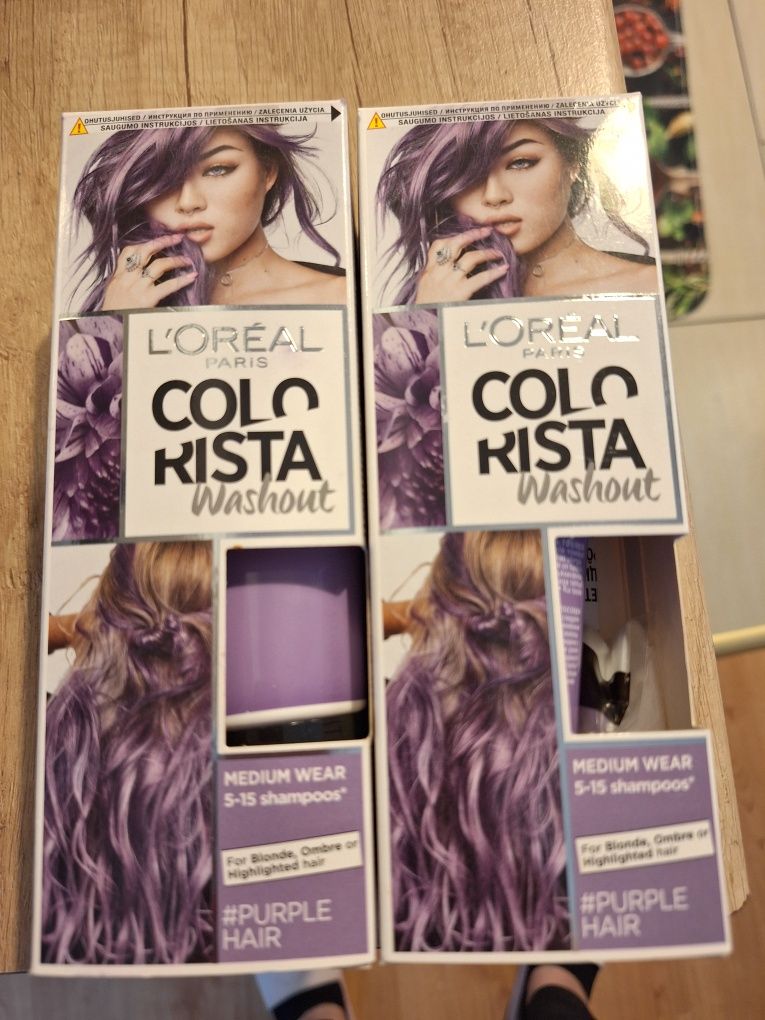 OHUTUSJUHISED / ИНСТРУКЦИЯ ПО ПРИМЕНЕНИЮ / ZALECENIA UŻYCIA
SAUGUMO INSTRUKCIJOS / LIETOŠANAS INSTRUKCIJA
L'ORÉAL
PARIS
COLO
RISTA
Washout
MEDIUM WEAR
5-15 shampoos*
For Blonde, Ombre or
Highlighted hair
#PURPLE
HAIR
OHUTUSJUHISED / ИНСТРУКЦИЯ ПО ПРИМЕНЕНИЮ / ZALECENIA UŻYCIA
SAUGUMO INSTRUKCIJOS / LIETOŠANAS INSTRUKCIJA
L'ORÉAL
PARIS
COLO
RISTA
Washout
MEDIUM WEAR
5-15 shampoos*
For Blonde, Ombre or
Highlighted hair
#PURPLE
HAIR